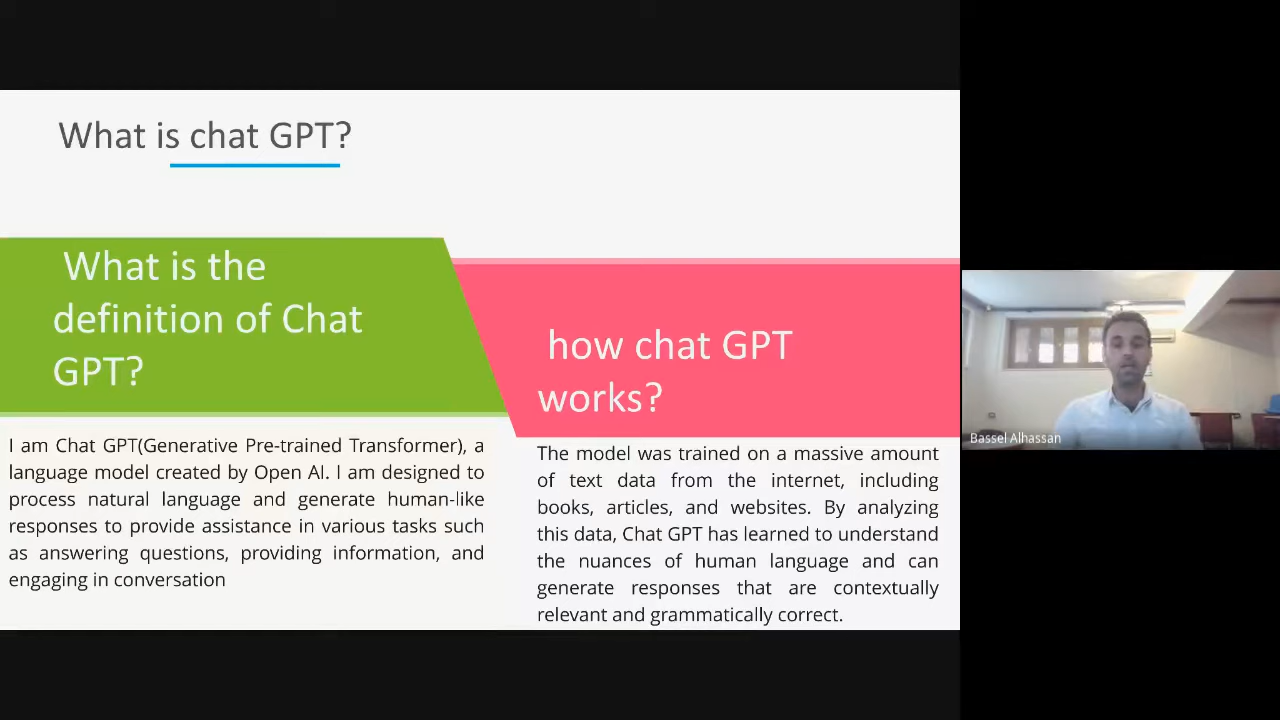 What is chat GPT?
What is the
definition of Chat
GPT?
I am Chat GPT(Generative Pre-trained Transformer), a
language model created by Open AI. I am designed to
process natural language and generate human-like
responses to provide assistance in various tasks such
as answering questions, providing information, and
engaging in conversation
how chat GPT
works?
The model was trained on a massive amount
of text data from the internet, including
books, articles, and websites. By analyzing
this data, Chat GPT has learned to understand
the nuances of human language and can
generate responses that are contextually
relevant and grammatically correct.
Bassel Alhassan